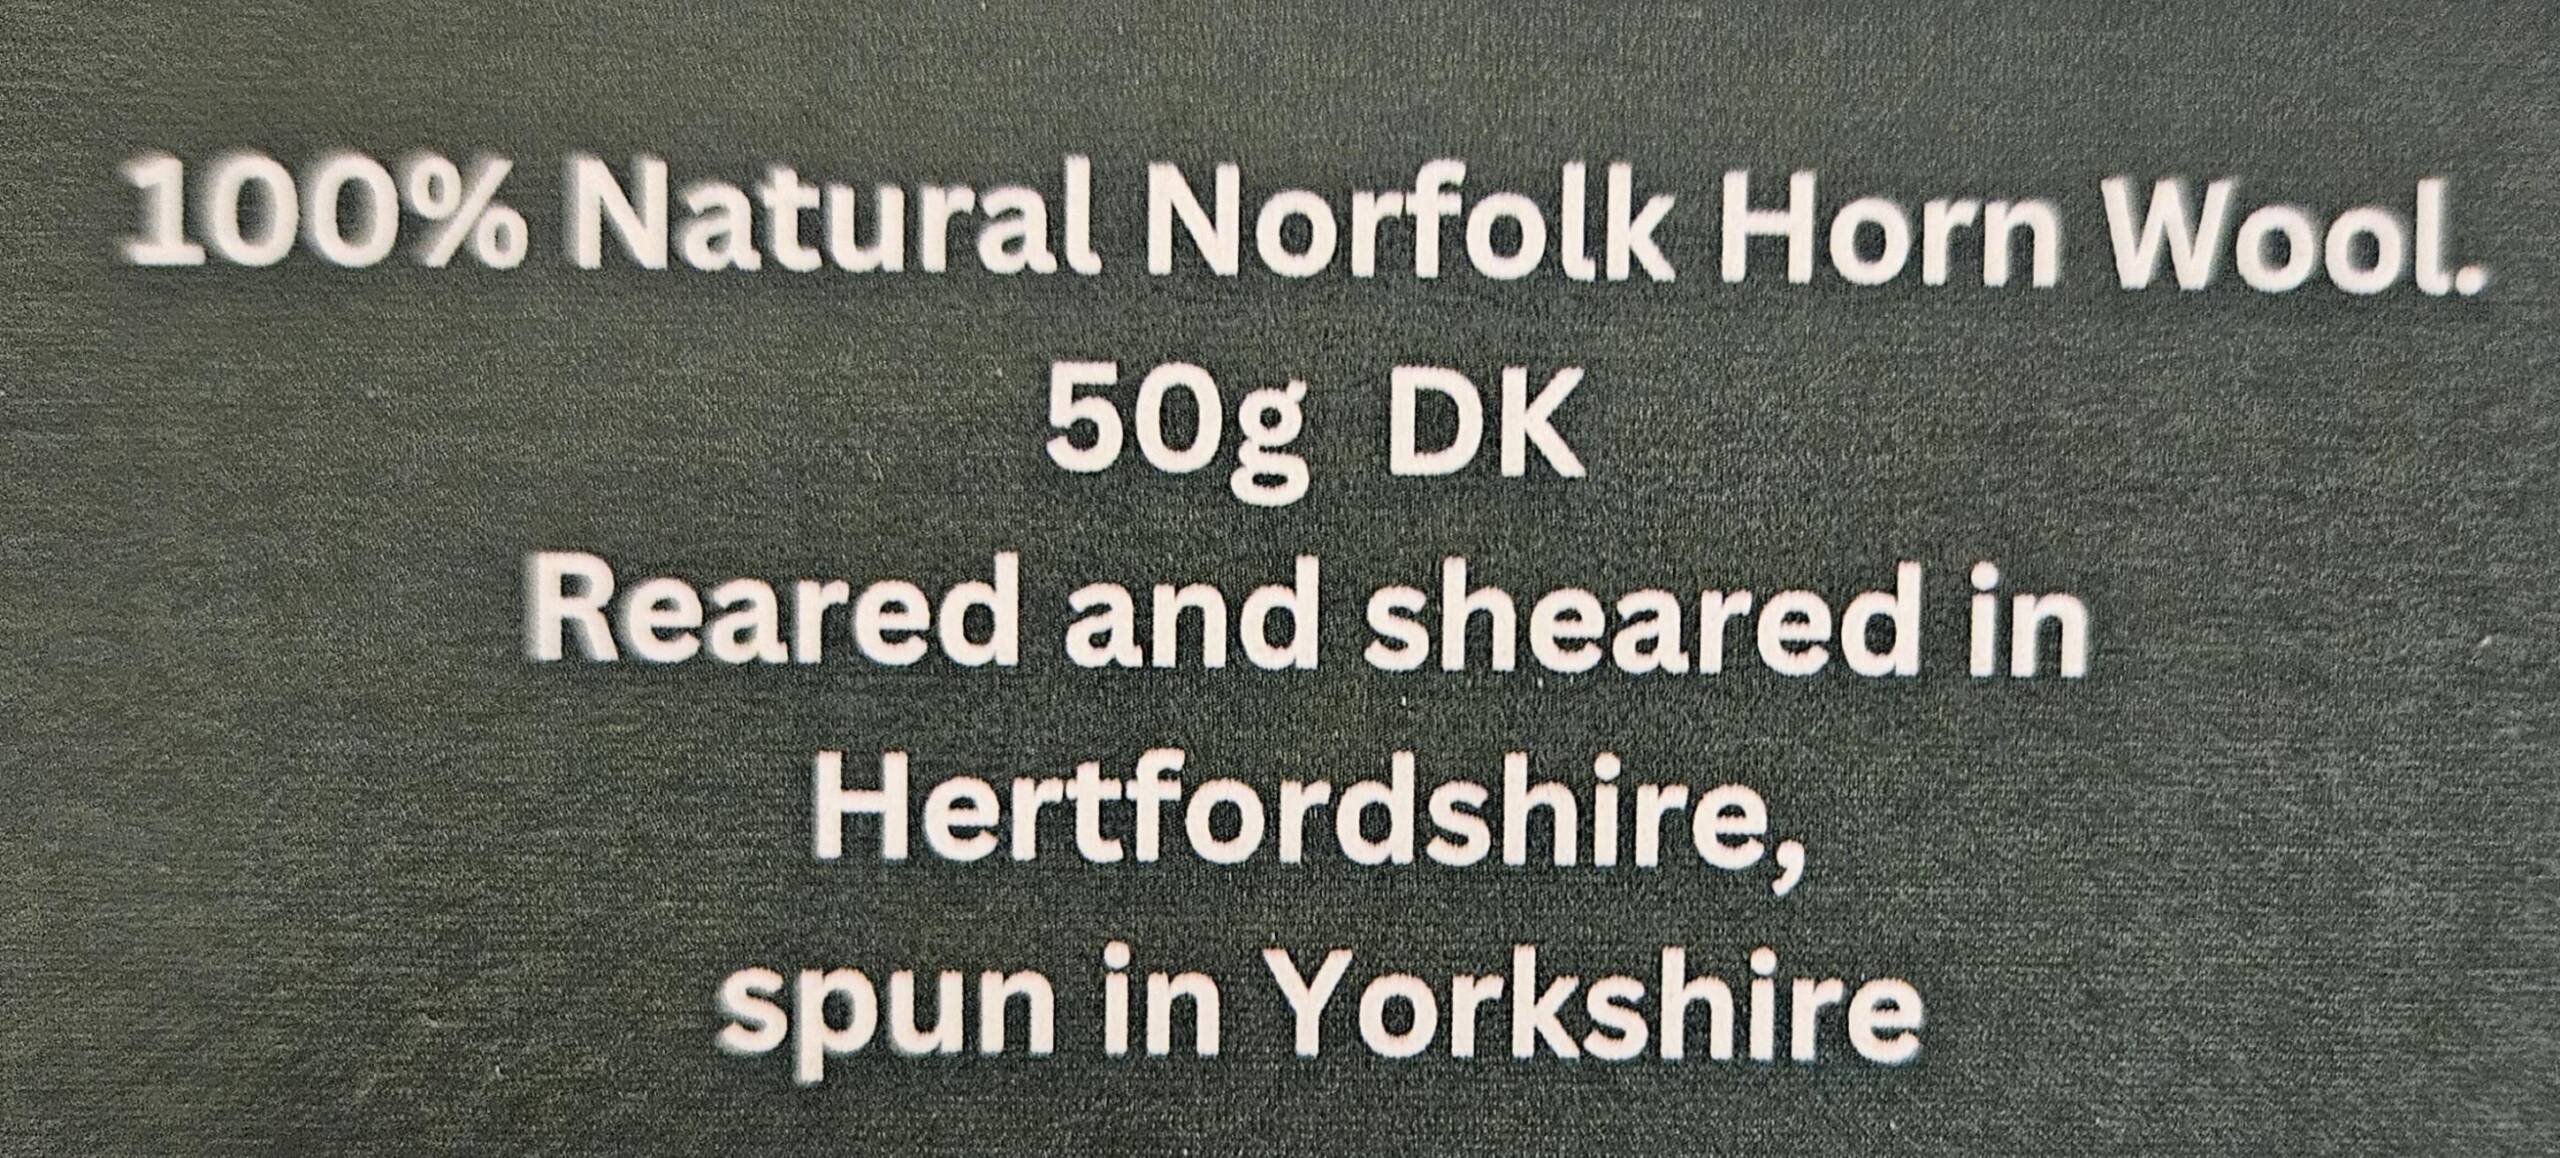 100% Natural Norfolk Horn Wool.
50g DK
Reared and sheared in
Hertfordshire,
spun in Yorkshire